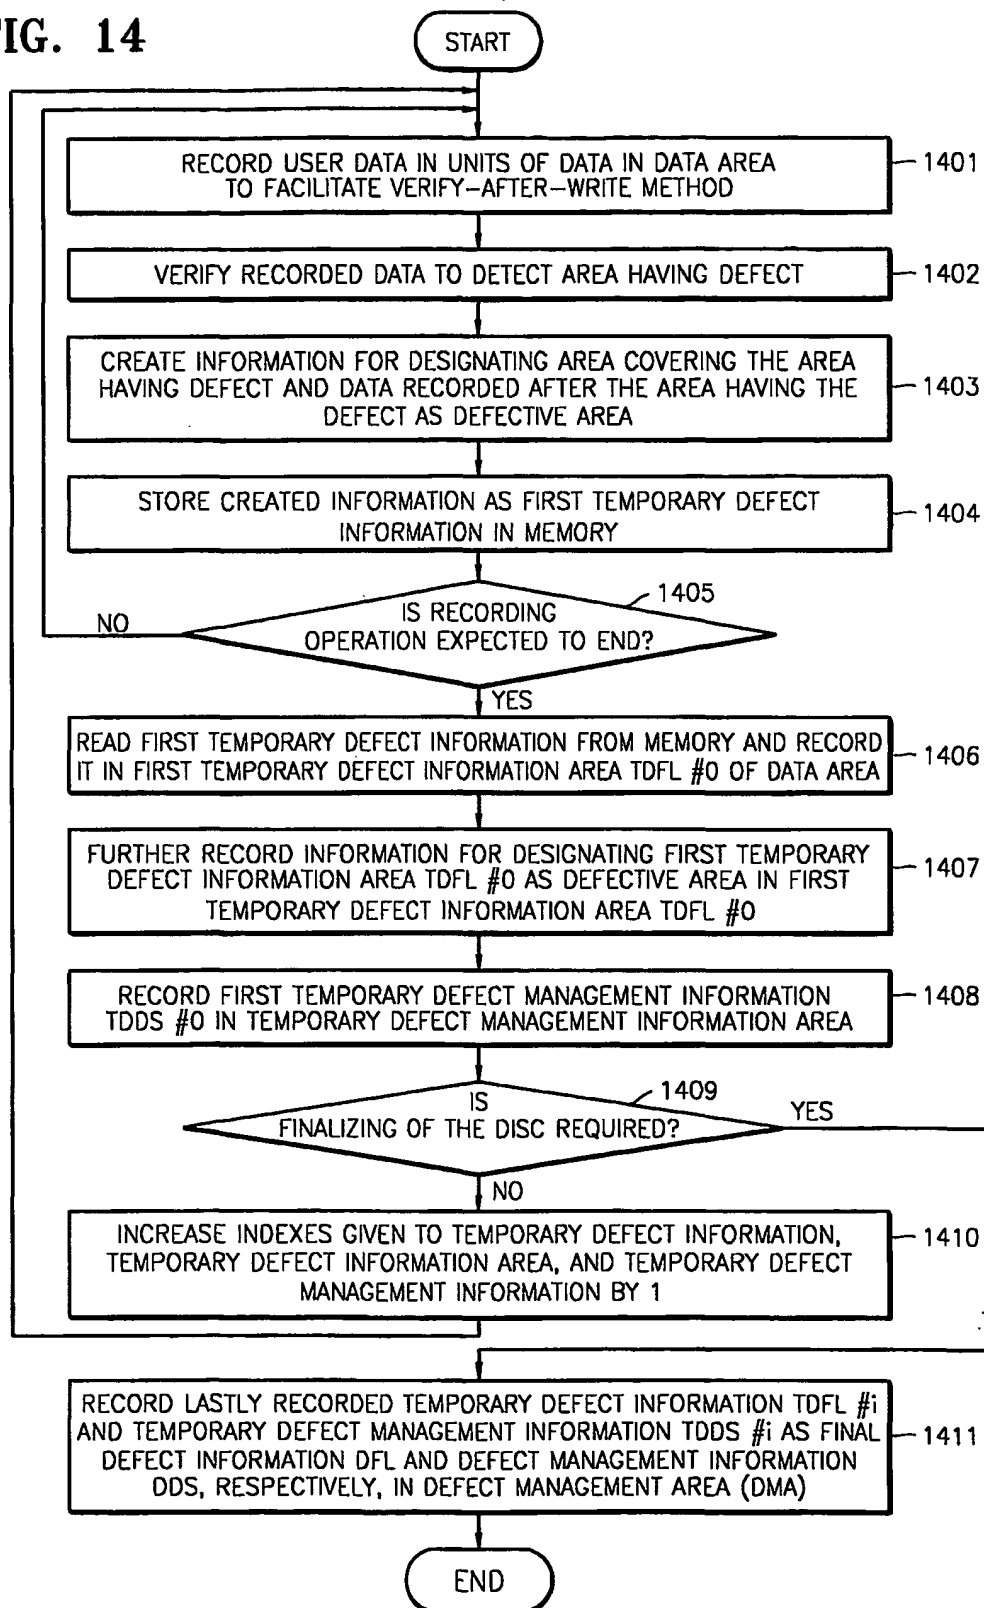 FIG. 14
START
RECORD USER DATA IN UNITS OF DATA IN DATA AREA
TO FACILITATE VERIFY-AFTER-WRITE METHOD
1401
VERIFY RECORDED DATA TO DETECT AREA HAVING DEFECT
1402
CREATE INFORMATION FOR DESIGNATING AREA COVERING THE AREA
HAVING DEFECT AND DATA RECORDED AFTER THE AREA HAVING THE
DEFECT AS DEFECTIVE AREA
1403
STORE CREATED INFORMATION AS FIRST TEMPORARY DEFECT
INFORMATION IN MEMORY
1404
1405
IS RECORDING
OPERATION EXPECTED TO END?
NO
YES
READ FIRST TEMPORARY DEFECT INFORMATION FROM MEMORY AND RECORD
IT IN FIRST TEMPORARY DEFECT INFORMATION AREA TDFL #0 OF DATA AREA
1406
FURTHER RECORD INFORMATION FOR DESIGNATING FIRST TEMPORARY
DEFECT INFORMATION AREA TDFL #0 AS DEFECTIVE AREA IN FIRST
TEMPORARY DEFECT INFORMATION AREA TDFL #0
1407
RECORD FIRST TEMPORARY DEFECT MANAGEMENT INFORMATION
TDDS #0 IN TEMPORARY DEFECT MANAGEMENT INFORMATION AREA
1408
1409
IS
FINALIZING OF THE DISC REQUIRED?
YES
NO
INCREASE INDEXES GIVEN TO TEMPORARY DEFECT INFORMATION,
TEMPORARY DEFECT INFORMATION AREA, AND TEMPORARY DEFECT
MANAGEMENT INFORMATION BY 1
1410
RECORD LASTLY RECORDED TEMPORARY DEFECT INFORMATION TDFL #i
AND TEMPORARY DEFECT MANAGEMENT INFORMATION TDDS #i AS FINAL
DEFECT INFORMATION DFL AND DEFECT MANAGEMENT INFORMATION
DDS, RESPECTIVELY, IN DEFECT MANAGEMENT AREA (DMA)
1411
END